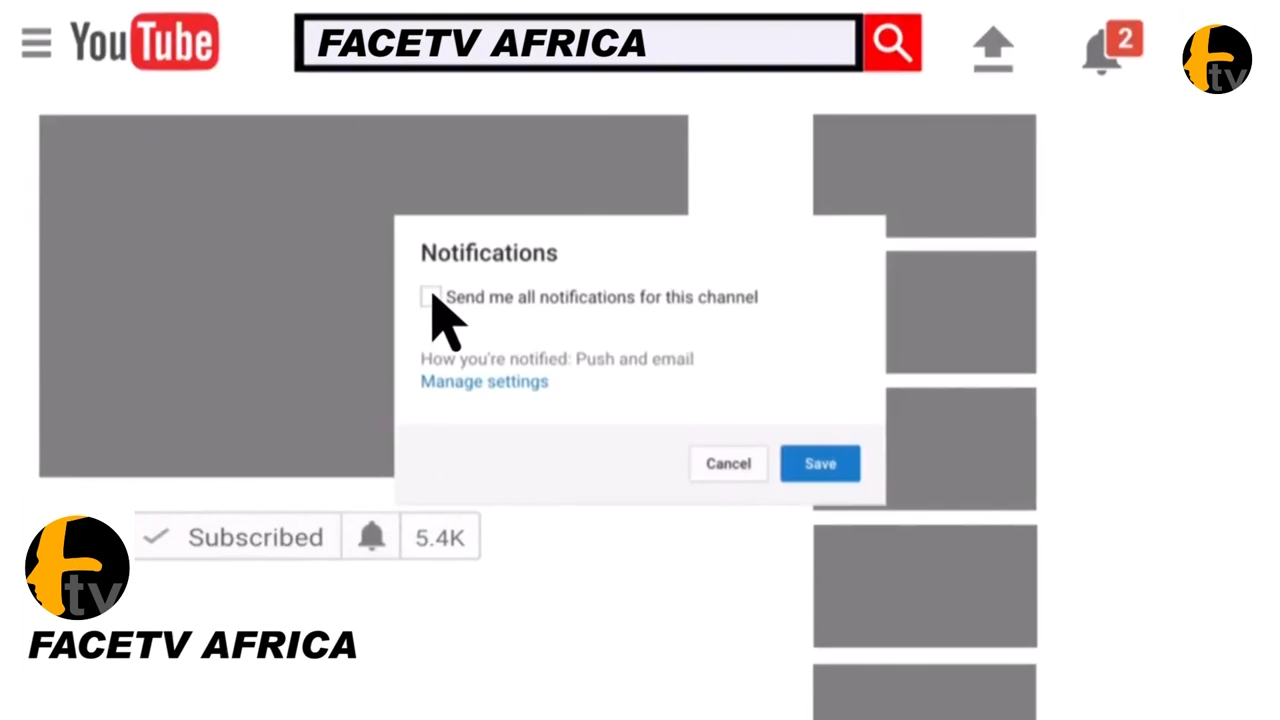 YouTube
FACETV AFRICA
2
tv
Notifications
Send me all notifications for this channel
How you're notified: Push and email
Manage settings
Cancel
Save
Subscribed
5.4K
tv
FACETV AFRICA